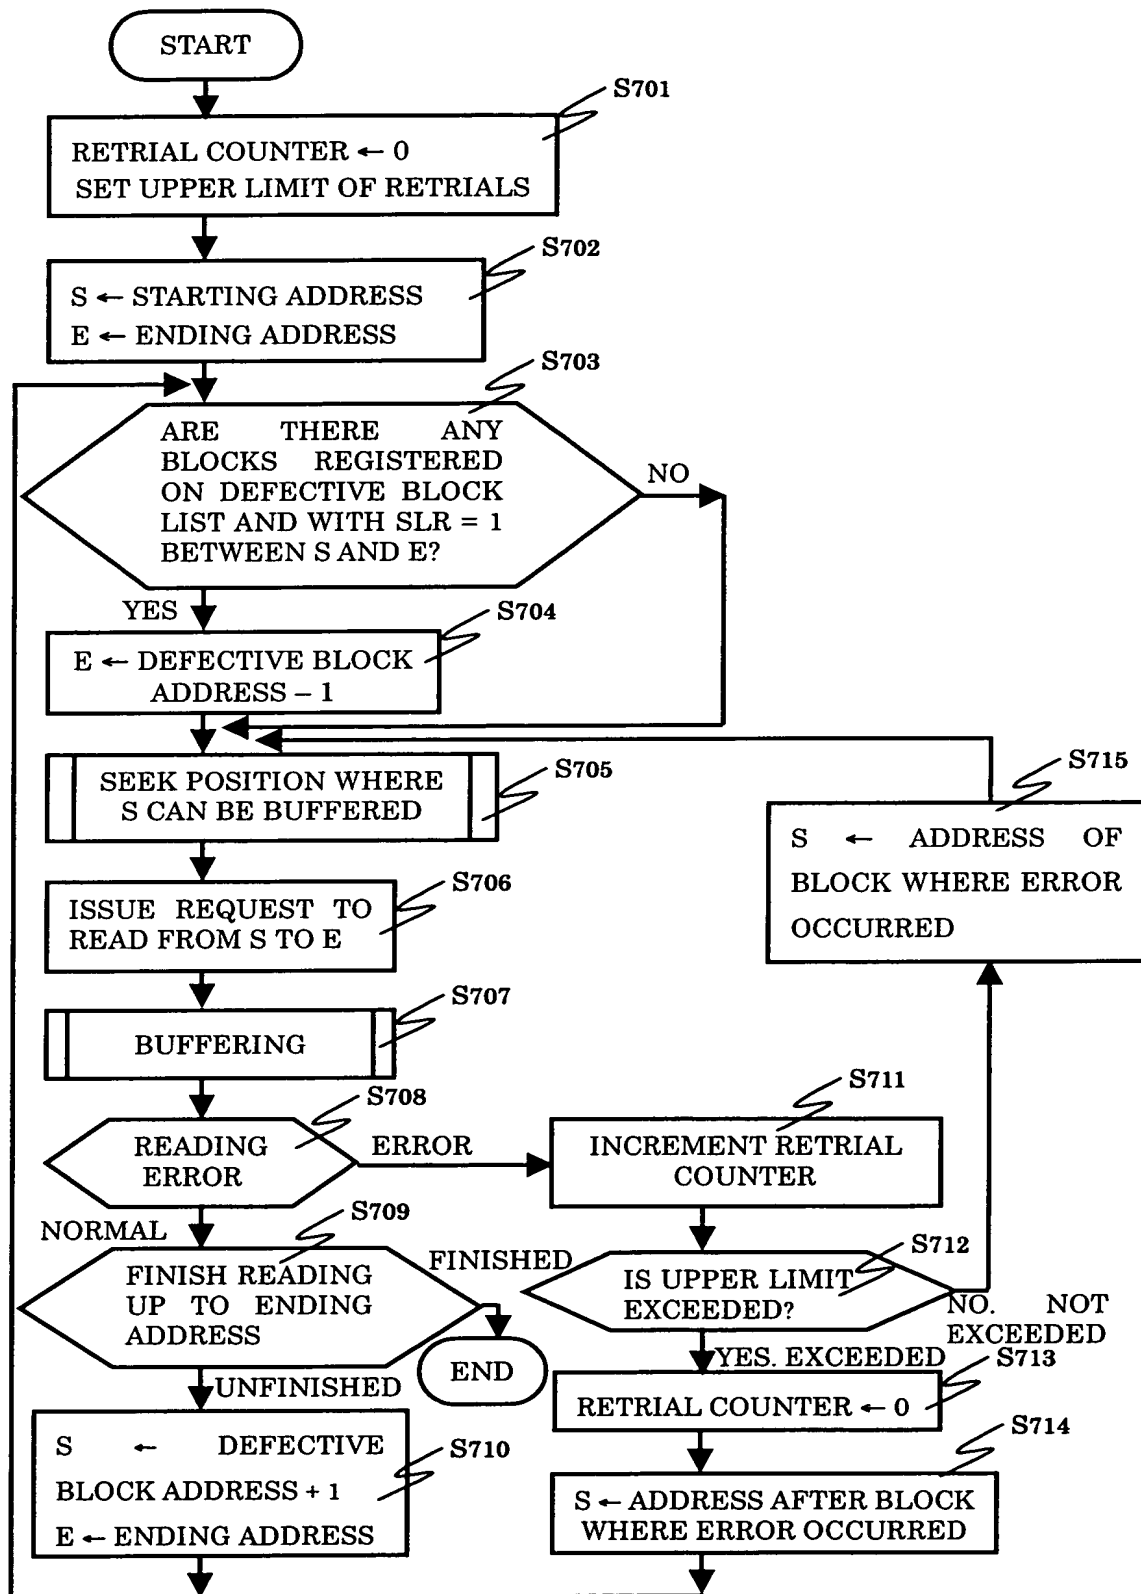 START
S701
RETRIAL COUNTER ← 0
SET UPPER LIMIT OF RETRIALS
S702
S ← STARTING ADDRESS
E ← ENDING ADDRESS
S703
ARE THERE ANY
BLOCKS REGISTERED
ON DEFECTIVE BLOCK
LIST AND WITH SLR = 1
BETWEEN S AND E?
NO
YES
S704
E ← DEFECTIVE BLOCK
ADDRESS – 1
SEEK POSITION WHERE
S CAN BE BUFFERED
S705
S715
S ← ADDRESS OF
BLOCK WHERE ERROR
OCCURRED
S706
ISSUE REQUEST TO
READ FROM S TO E
S707
BUFFERING
S708
READING
ERROR
ERROR
S711
INCREMENT RETRIAL
COUNTER
NORMAL
S709
FINISH READING
UP TO ENDING
ADDRESS
FINISHED
END
S712
IS UPPER LIMIT
EXCEEDED?
NO. NOT
EXCEEDED
YES. EXCEEDED
S713
RETRIAL COUNTER ← 0
UNFINISHED
S710
S ← DEFECTIVE
BLOCK ADDRESS + 1
E ← ENDING ADDRESS
S714
S ← ADDRESS AFTER BLOCK
WHERE ERROR OCCURRED